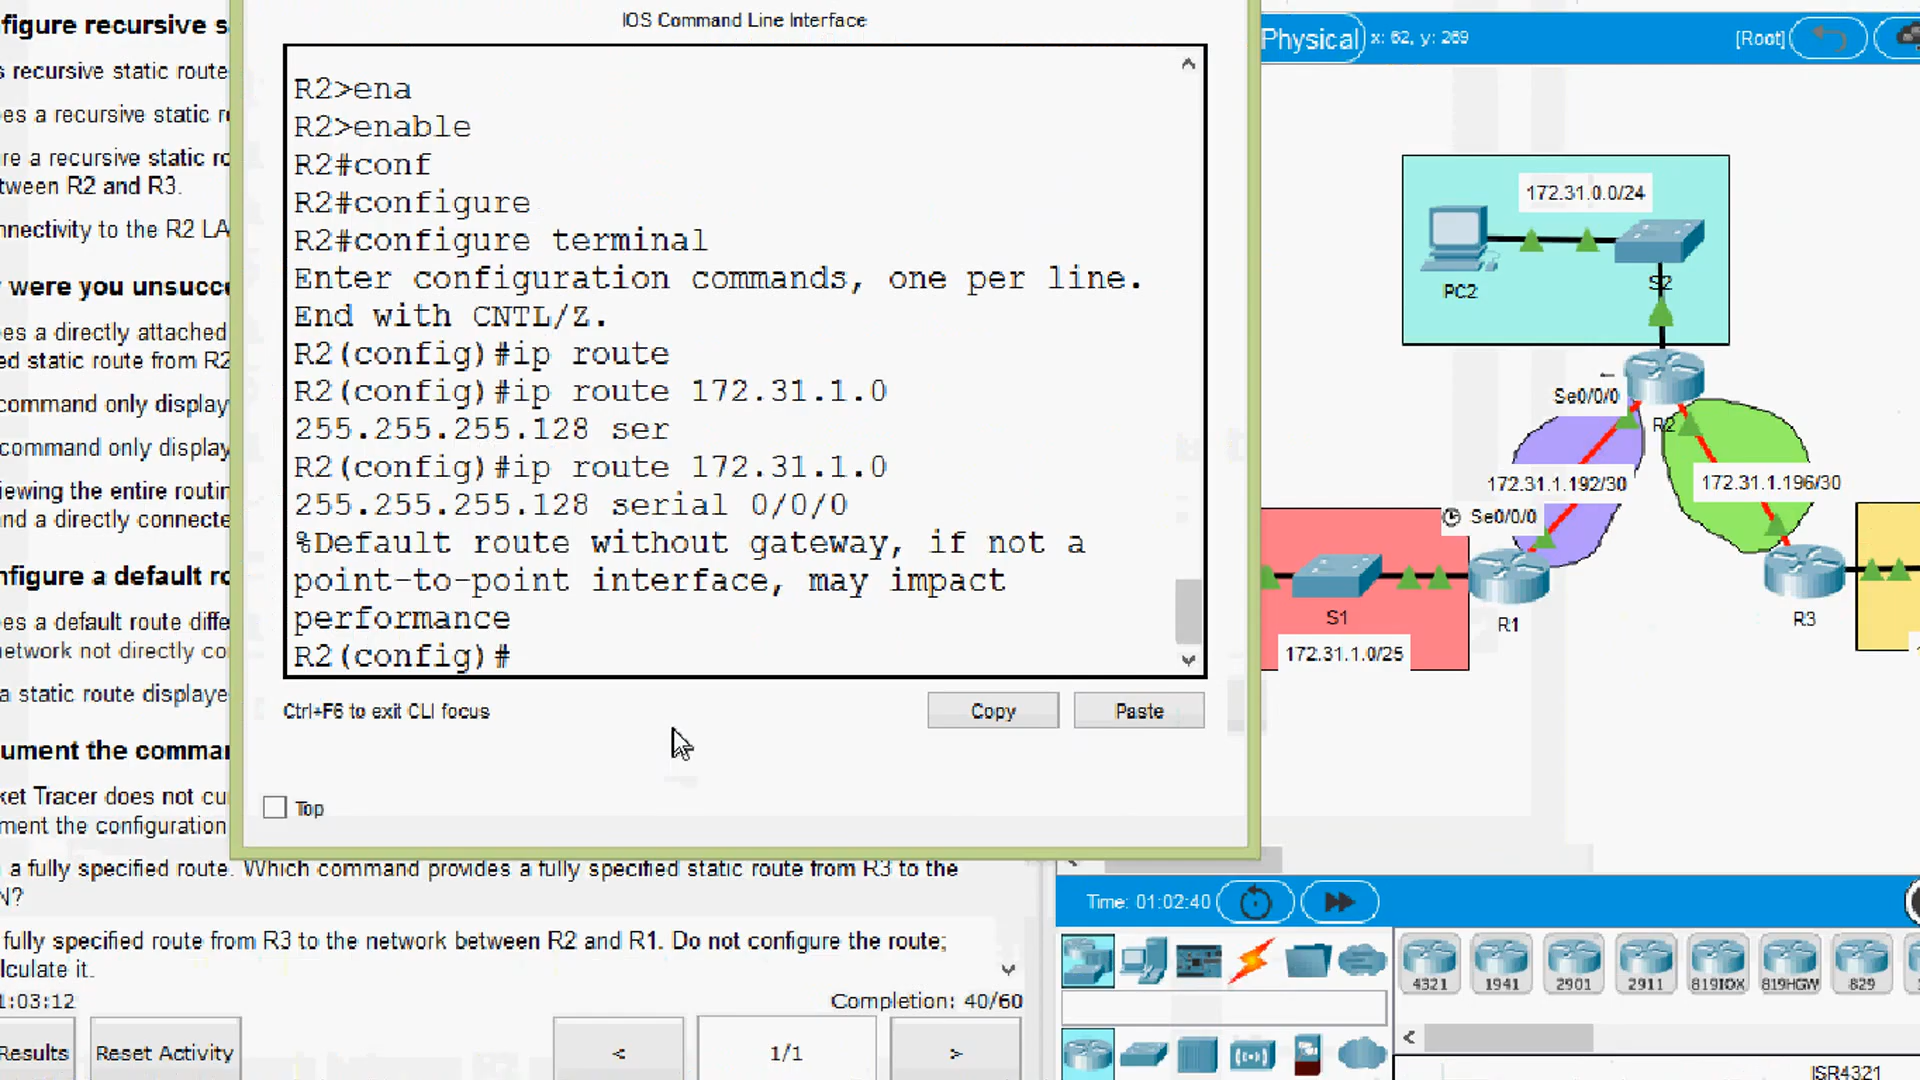 IOS Command Line Interface
R2>ena
R2>enable
R2#conf
R2#configure
R2#configure terminal
Enter configuration commands, one per line.
End with CNTL/Z.
R2(config)#ip route
R2(config)#ip route 172.31.1.0
255.255.255.128 ser
R2(config)#ip route 172.31.1.0
255.255.255.128 serial 0/0/0
%Default route without gateway, if not a
point-to-point interface, may impact
performance
R2(config)#
Ctrl+F6 to exit CLI focus
Copy
Paste
Top
figure recursive s
s recursive static route
es a recursive static r
re a recursive static ro
tween R2 and R3.
nnectivity to the R2 LA
were you unsucce
es a directly attached
ed static route from R2
command only display
command only display
iewing the entire routin
and a directly connecte
nfigure a default ro
es a default route diffe
network not directly co
a static route displaye
ument the comma
ket Tracer does not cu
ment the configuration
a fully specified route. Which command provides a fully specified static route from R3 to the
N?
fully specified route from R3 to the network between R2 and R1. Do not configure the route;
lculate it.
1:03:12
Completion: 40/60
Results
Reset Activity
<
1/1
>
Physical
x: 62, y: 269
[Root]
172.31.0.0/24
PC2
S2
Se0/0/0
R2
172.31.1.192/30
172.31.1.196/30
Se0/0/0
S1
R1
R3
172.31.1.0/25
Time: 01:02:40
4321
1941
2901
2911
819IOX
819HGW
829
ISR4321